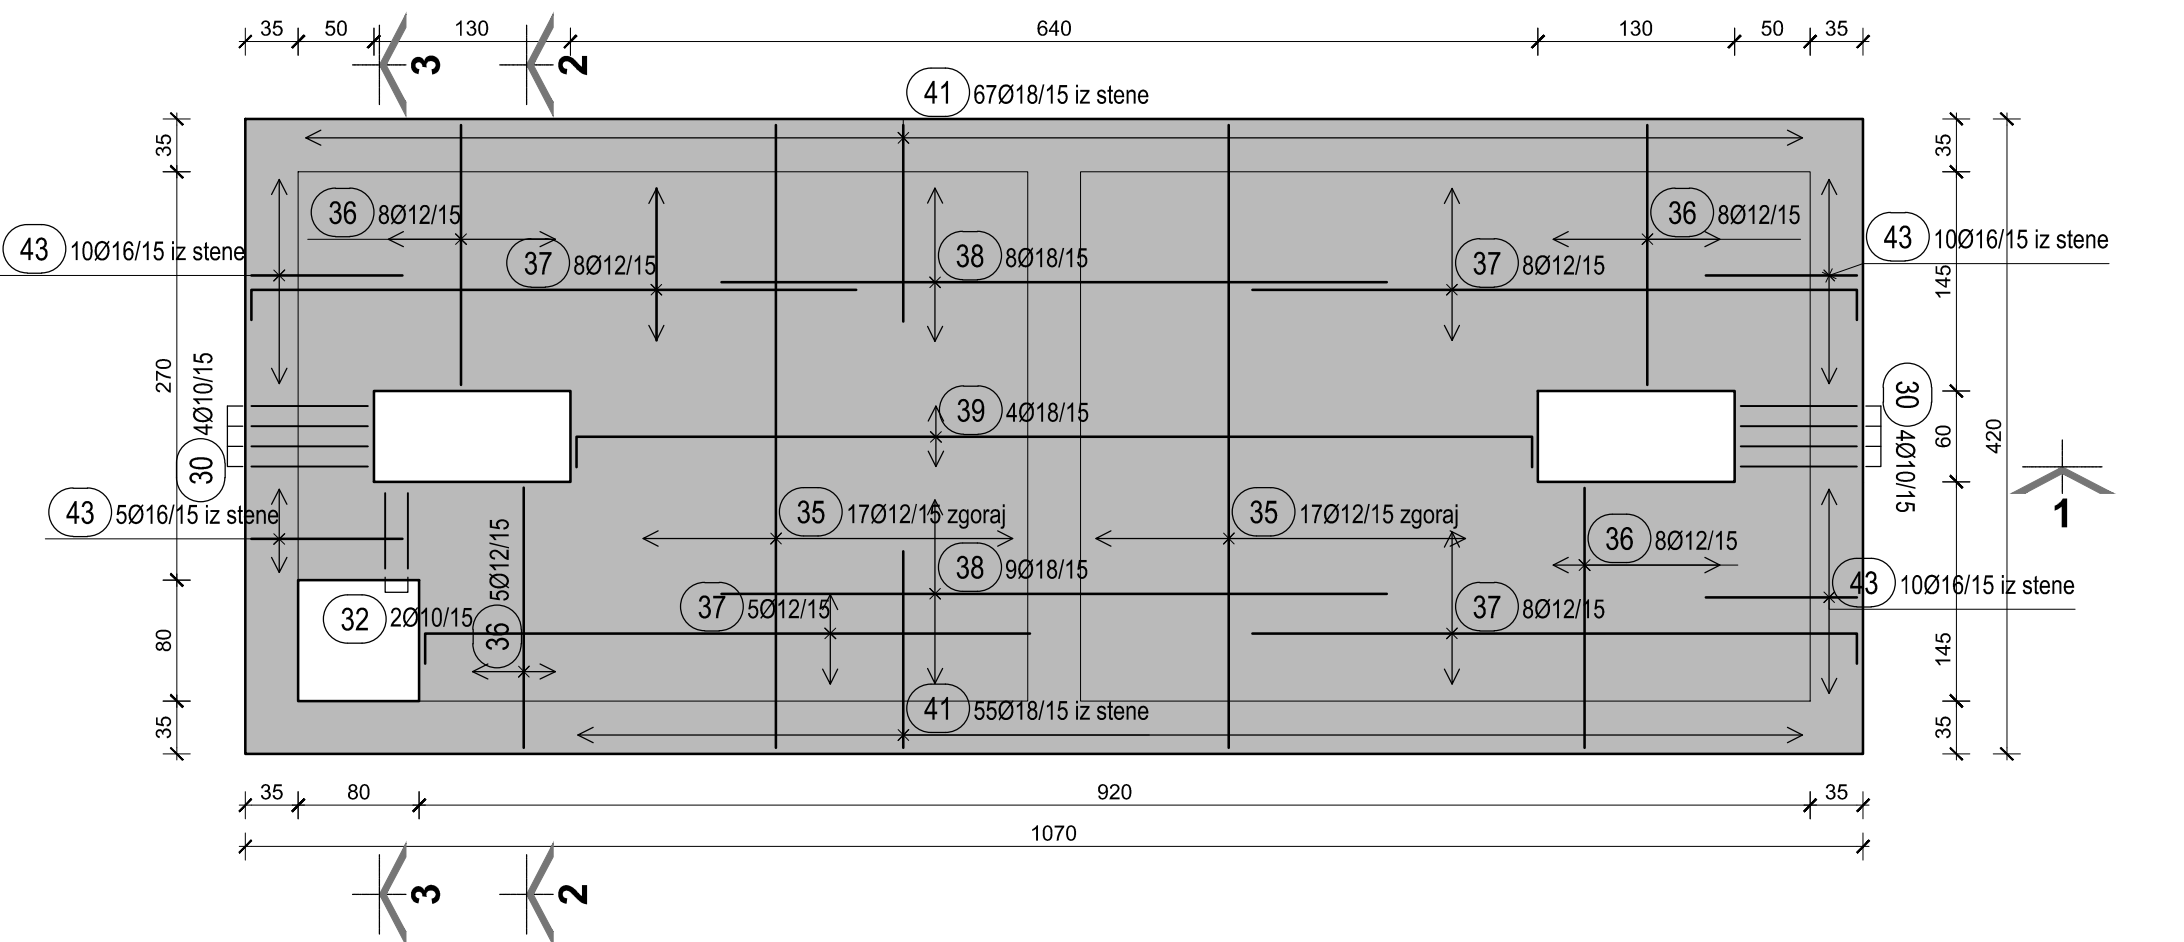 35 50 130 640 130 50 35
3 2
41 67Ø18/15 iz stene
35
35
36 8Ø12/15
36 8Ø12/15
43 10Ø16/15 iz stene
37 8Ø12/15
38 8Ø18/15
37 8Ø12/15
43 10Ø16/15 iz stene
145
270
30 4Ø10/15
39 4Ø18/15
30 4Ø10/15
60
420
43 5Ø16/15 iz stene
36 5Ø12/15
35 17Ø12/15 zgoraj
35 17Ø12/15 zgoraj
36 8Ø12/15
1
38 9Ø18/15
43 10Ø16/15 iz stene
32 2Ø10/15
37 5Ø12/15
37 8Ø12/15
80
145
41 55Ø18/15 iz stene
35
35
35 80 920 35
1070
3 2